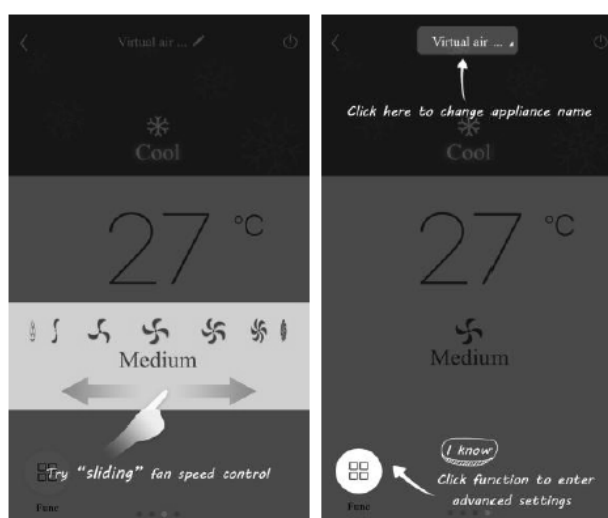 Virtual air ...
Cool
27 °C
Medium
Try "sliding" fan speed control
Func
Virtual air ...
Click here to change appliance name
Cool
27 °C
Medium
I know
Click function to enter
advanced settings
Func